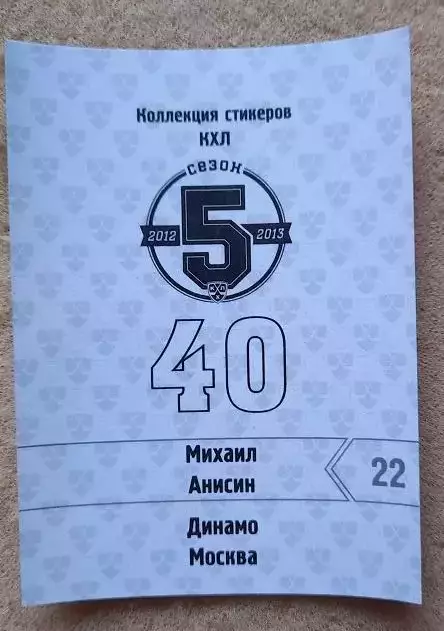 Коллекция стикеров
КХЛ
сезон
5
2012 2013
40
Михаил
Анисин
22
Динамо
Москва